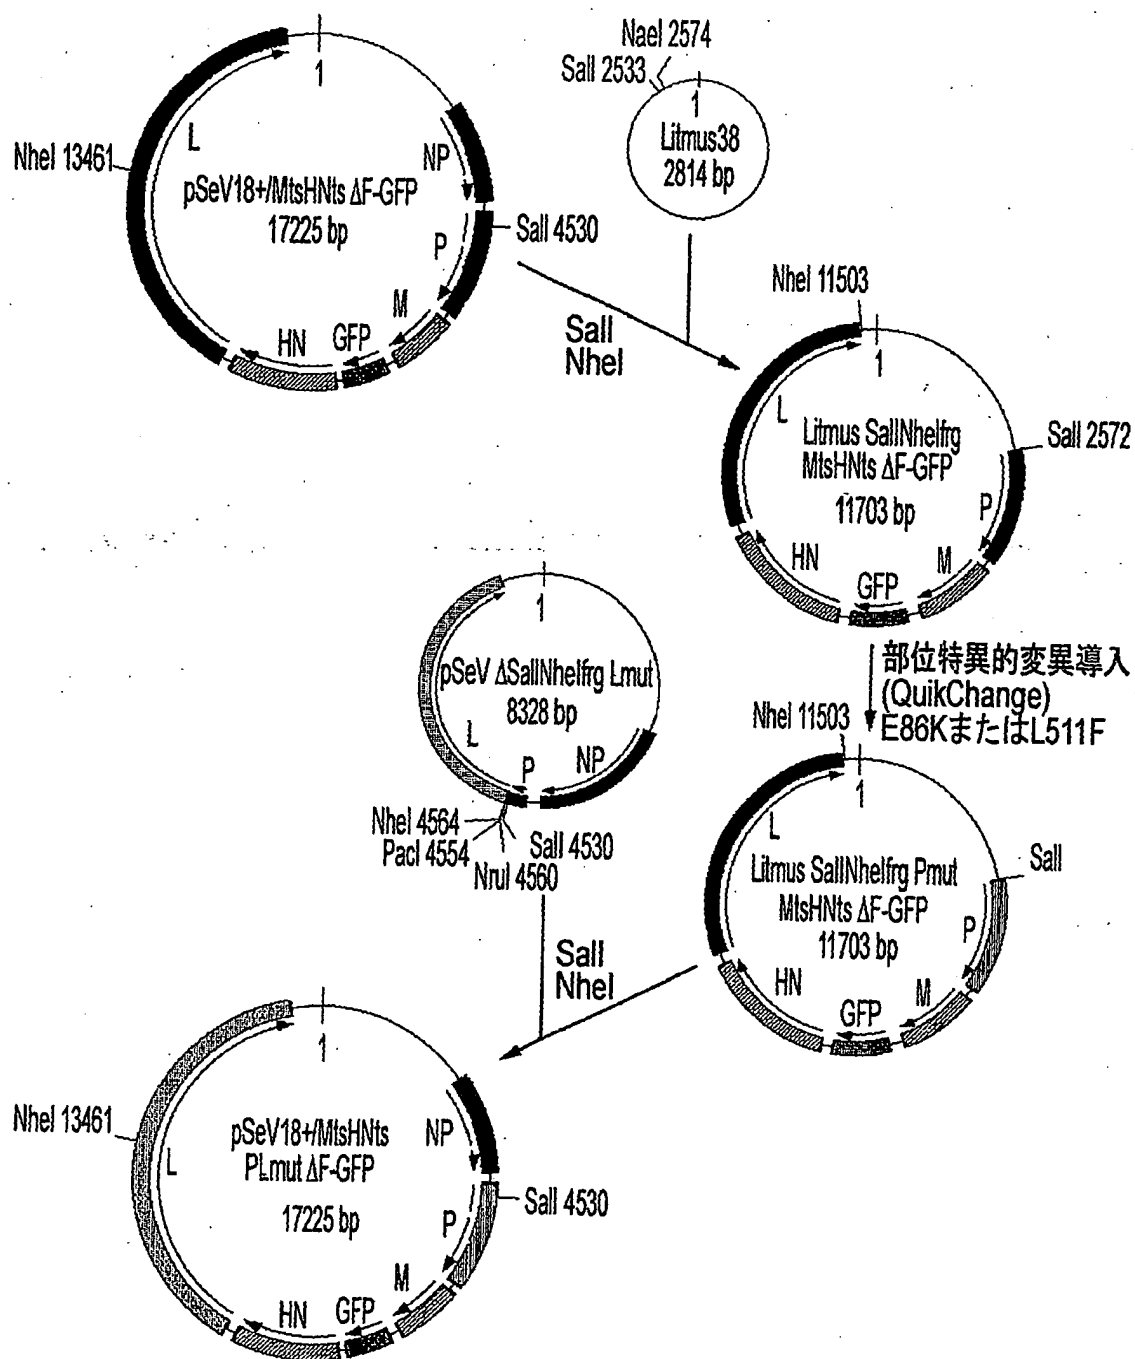 NheI 13461
1
L
NP
pSeV18+/MtsHNts ΔF-GFP
17225 bp
SalI 4530
P
M
GFP
HN
NaeI 2574
SalI 2533
1
Litmus38
2814 bp
SalI
NheI
NheI 11503
1
L
Litmus SalINheIfrg
MtsHNts ΔF-GFP
11703 bp
SalI 2572
P
M
GFP
HN
部位特異的変異導入
(QuikChange)
E86KまたはL511F
1
pSeV ΔSalINheIfrg Lmut
8328 bp
L
P
NP
NheI 4564
PacI 4554
NruI 4560
SalI 4530
SalI
NheI
NheI 11503
1
L
Litmus SalINheIfrg Pmut
MtsHNts ΔF-GFP
11703 bp
SalI
P
M
GFP
HN
NheI 13461
1
L
NP
pSeV18+/MtsHNts
PLmut ΔF-GFP
17225 bp
SalI 4530
P
M
GFP
HN